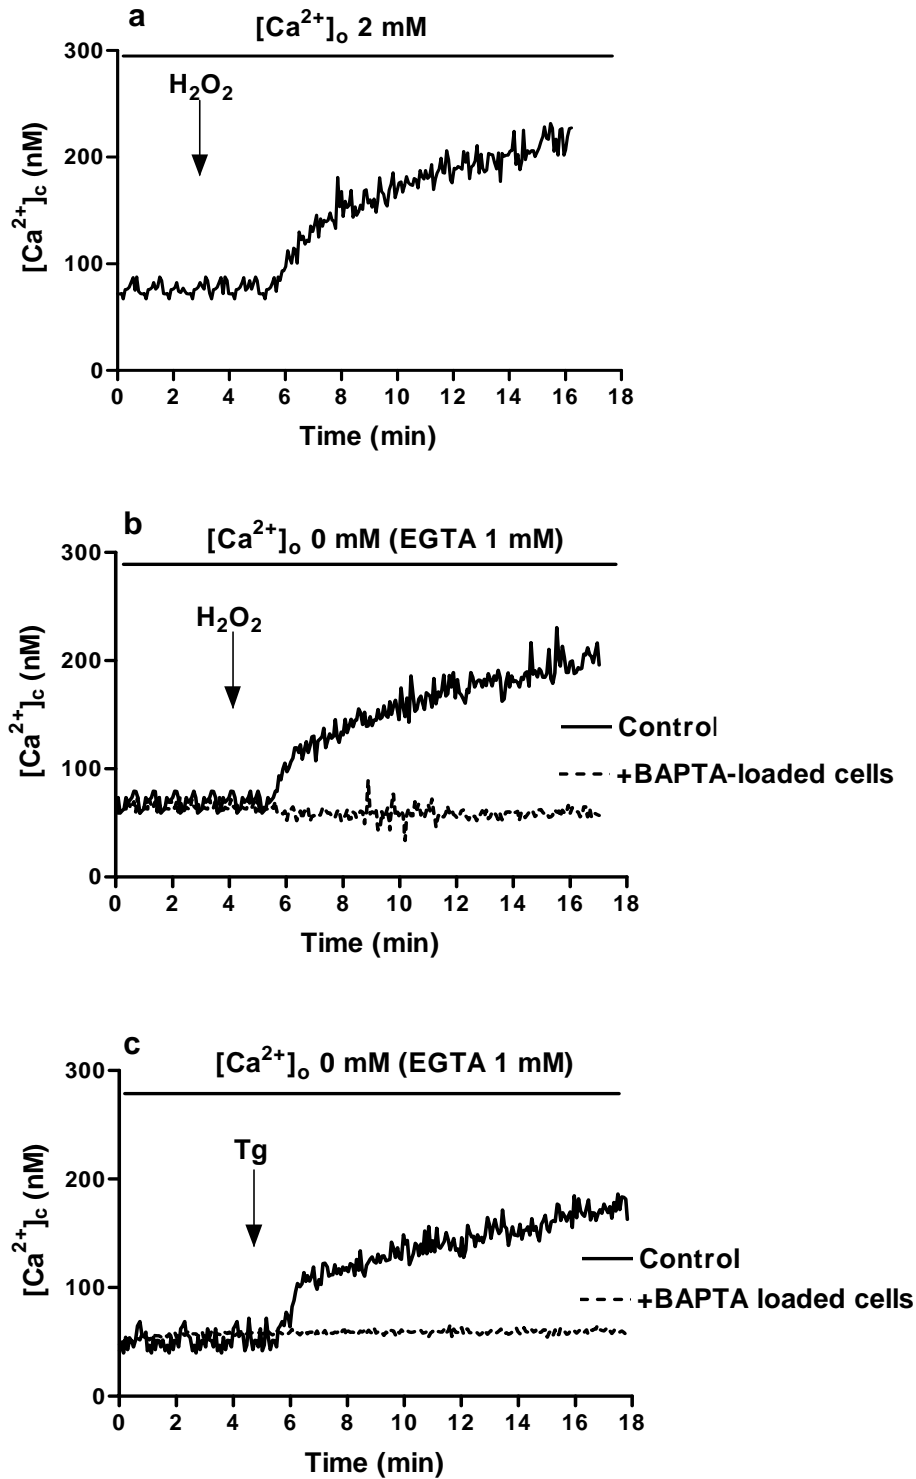 a
[Ca2+]o 2 mM
300
H2O2
200
100
0
[Ca2+]c (nM)
0 2 4 6 8 10 12 14 16 18
Time (min)
b
[Ca2+]o 0 mM (EGTA 1 mM)
300
H2O2
200
Control
100
+BAPTA-loaded cells
0
[Ca2+]c (nM)
0 2 4 6 8 10 12 14 16 18
Time (min)
c
[Ca2+]o 0 mM (EGTA 1 mM)
300
Tg
200
Control
100
+BAPTA loaded cells
0
[Ca2+]c (nM)
0 2 4 6 8 10 12 14 16 18
Time (min)